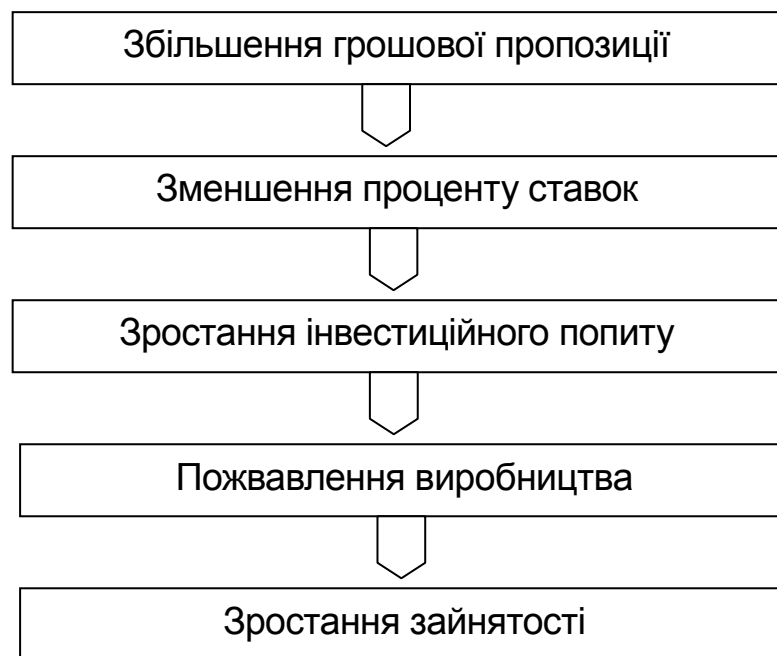 Збільшення грошової пропозиції
Зменшення проценту ставок
Зростання інвестиційного попиту
Пожвавлення виробництва
Зростання зайнятості